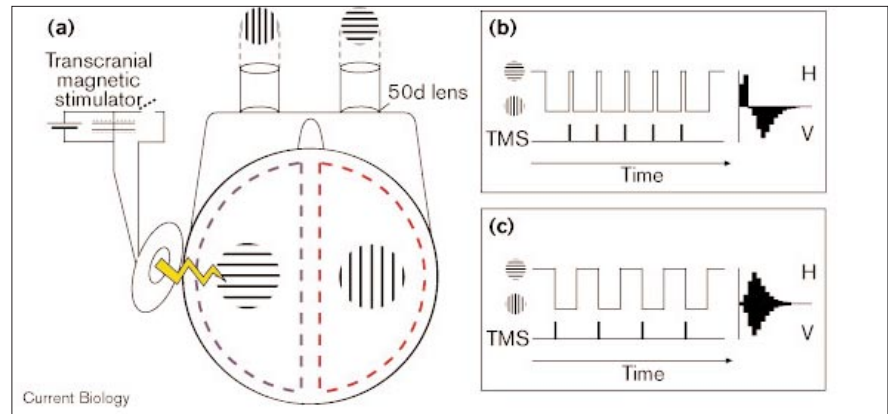 (a)
Transcranial
magnetic
stimulator
50d lens
Current Biology
(b)
H
TMS
V
Time
(c)
H
TMS
V
Time